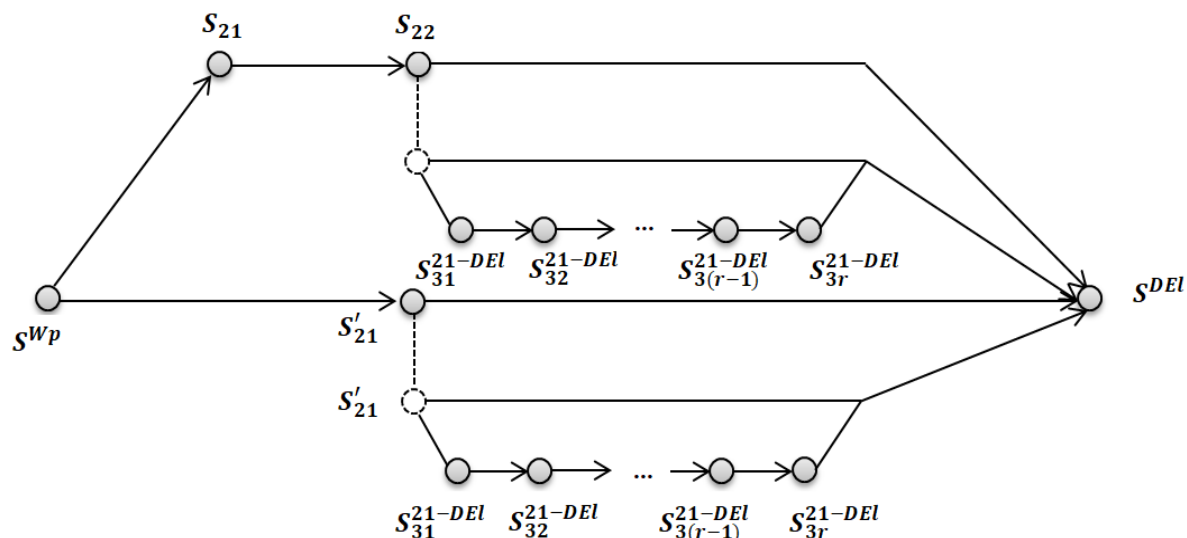 S_{21} S_{22}
...
S_{31}^{21-DEl} S_{32}^{21-DEl} S_{3(r-1)}^{21-DEl} S_{3r}^{21-DEl}
S^{DEl}
S^{Wp} S'_{21}
S'_{21}
...
S_{31}^{21-DEl} S_{32}^{21-DEl} S_{3(r-1)}^{21-DEl} S_{3r}^{21-DEl}